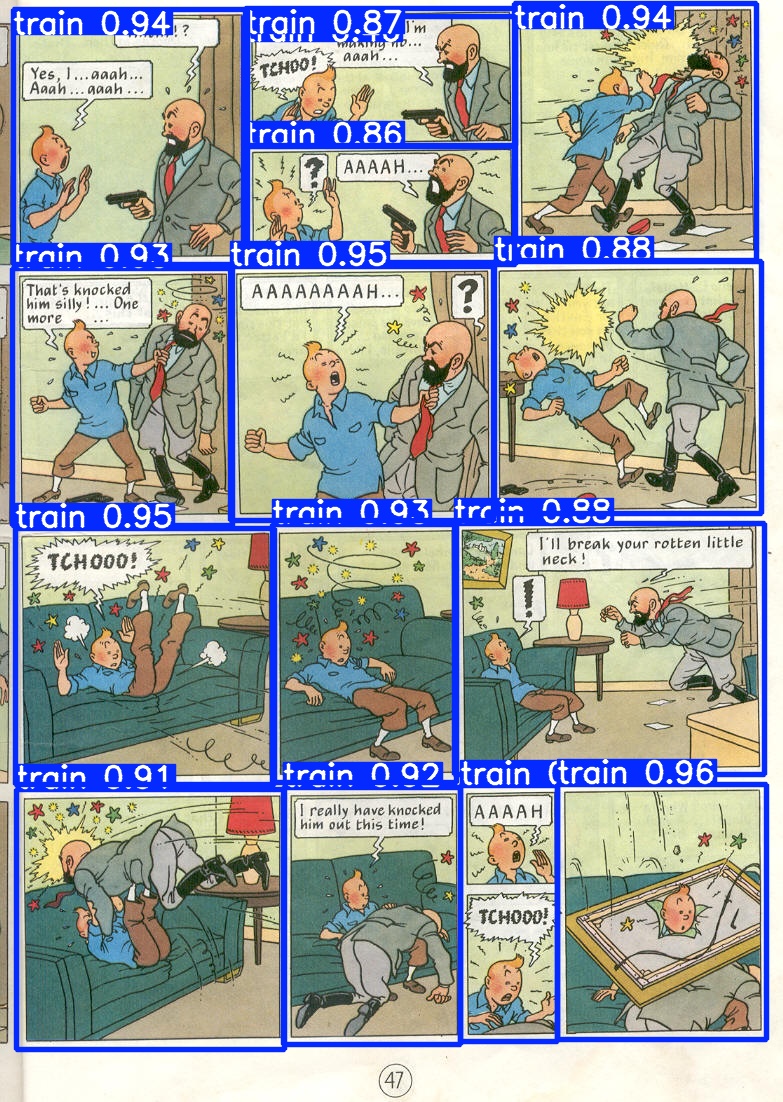 train 0.94
train 0.87
train 0.94
Yes, I...aaah...
Aaah...aaah...
I'm
making no...
aaah...
TCHOO!
train 0.86
?
AAAAH...
train 0.93
train 0.95
train 0.88
That's knocked
him silly!... One
more ...
AAAAAAAAH...
?
train 0.95
train 0.93
train 0.88
TCHOOO!
!
I'll break your rotten little
neck!
train 0.91
train 0.92
train
train 0.96
I really have knocked
him out this time!
AAAAH
TCHOOO!
47